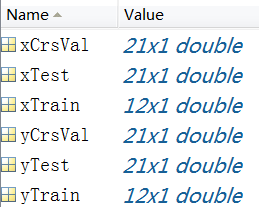 Name Value
xCrsVal 21x1 double
xTest 21x1 double
xTrain 12x1 double
yCrsVal 21x1 double
yTest 21x1 double
yTrain 12x1 double